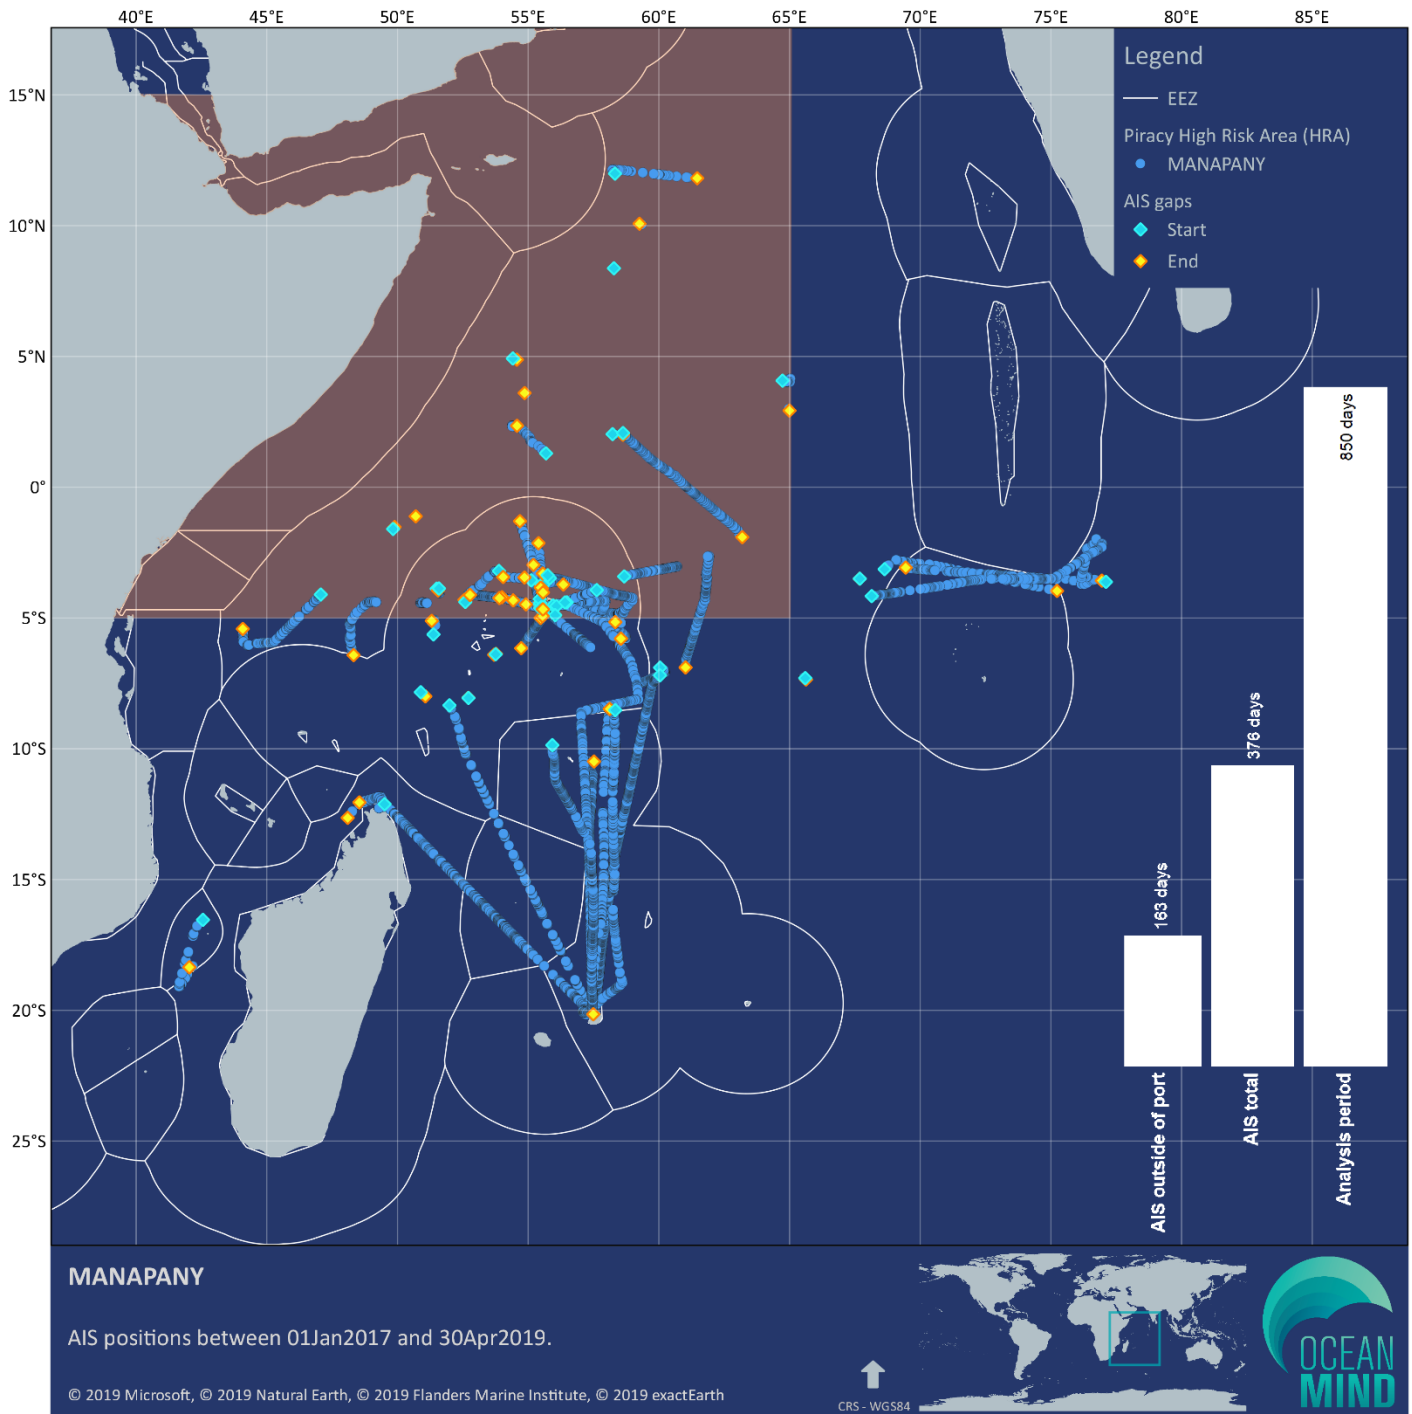 40°E 45°E 50°E 55°E 60°E 65°E 70°E 75°E 80°E 85°E
Legend
EEZ
Piracy High Risk Area (HRA)
MANAPANY
AIS gaps
Start
End
15°N
10°N
5°N
0°
5°S
10°S
15°S
20°S
25°S
163 days
376 days
850 days
AIS outside of port
AIS total
Analysis period
MANAPANY
AIS positions between 01Jan2017 and 30Apr2019.
© 2019 Microsoft, © 2019 Natural Earth, © 2019 Flanders Marine Institute, © 2019 exactEarth
CRS - WGS84
OCEAN
MIND